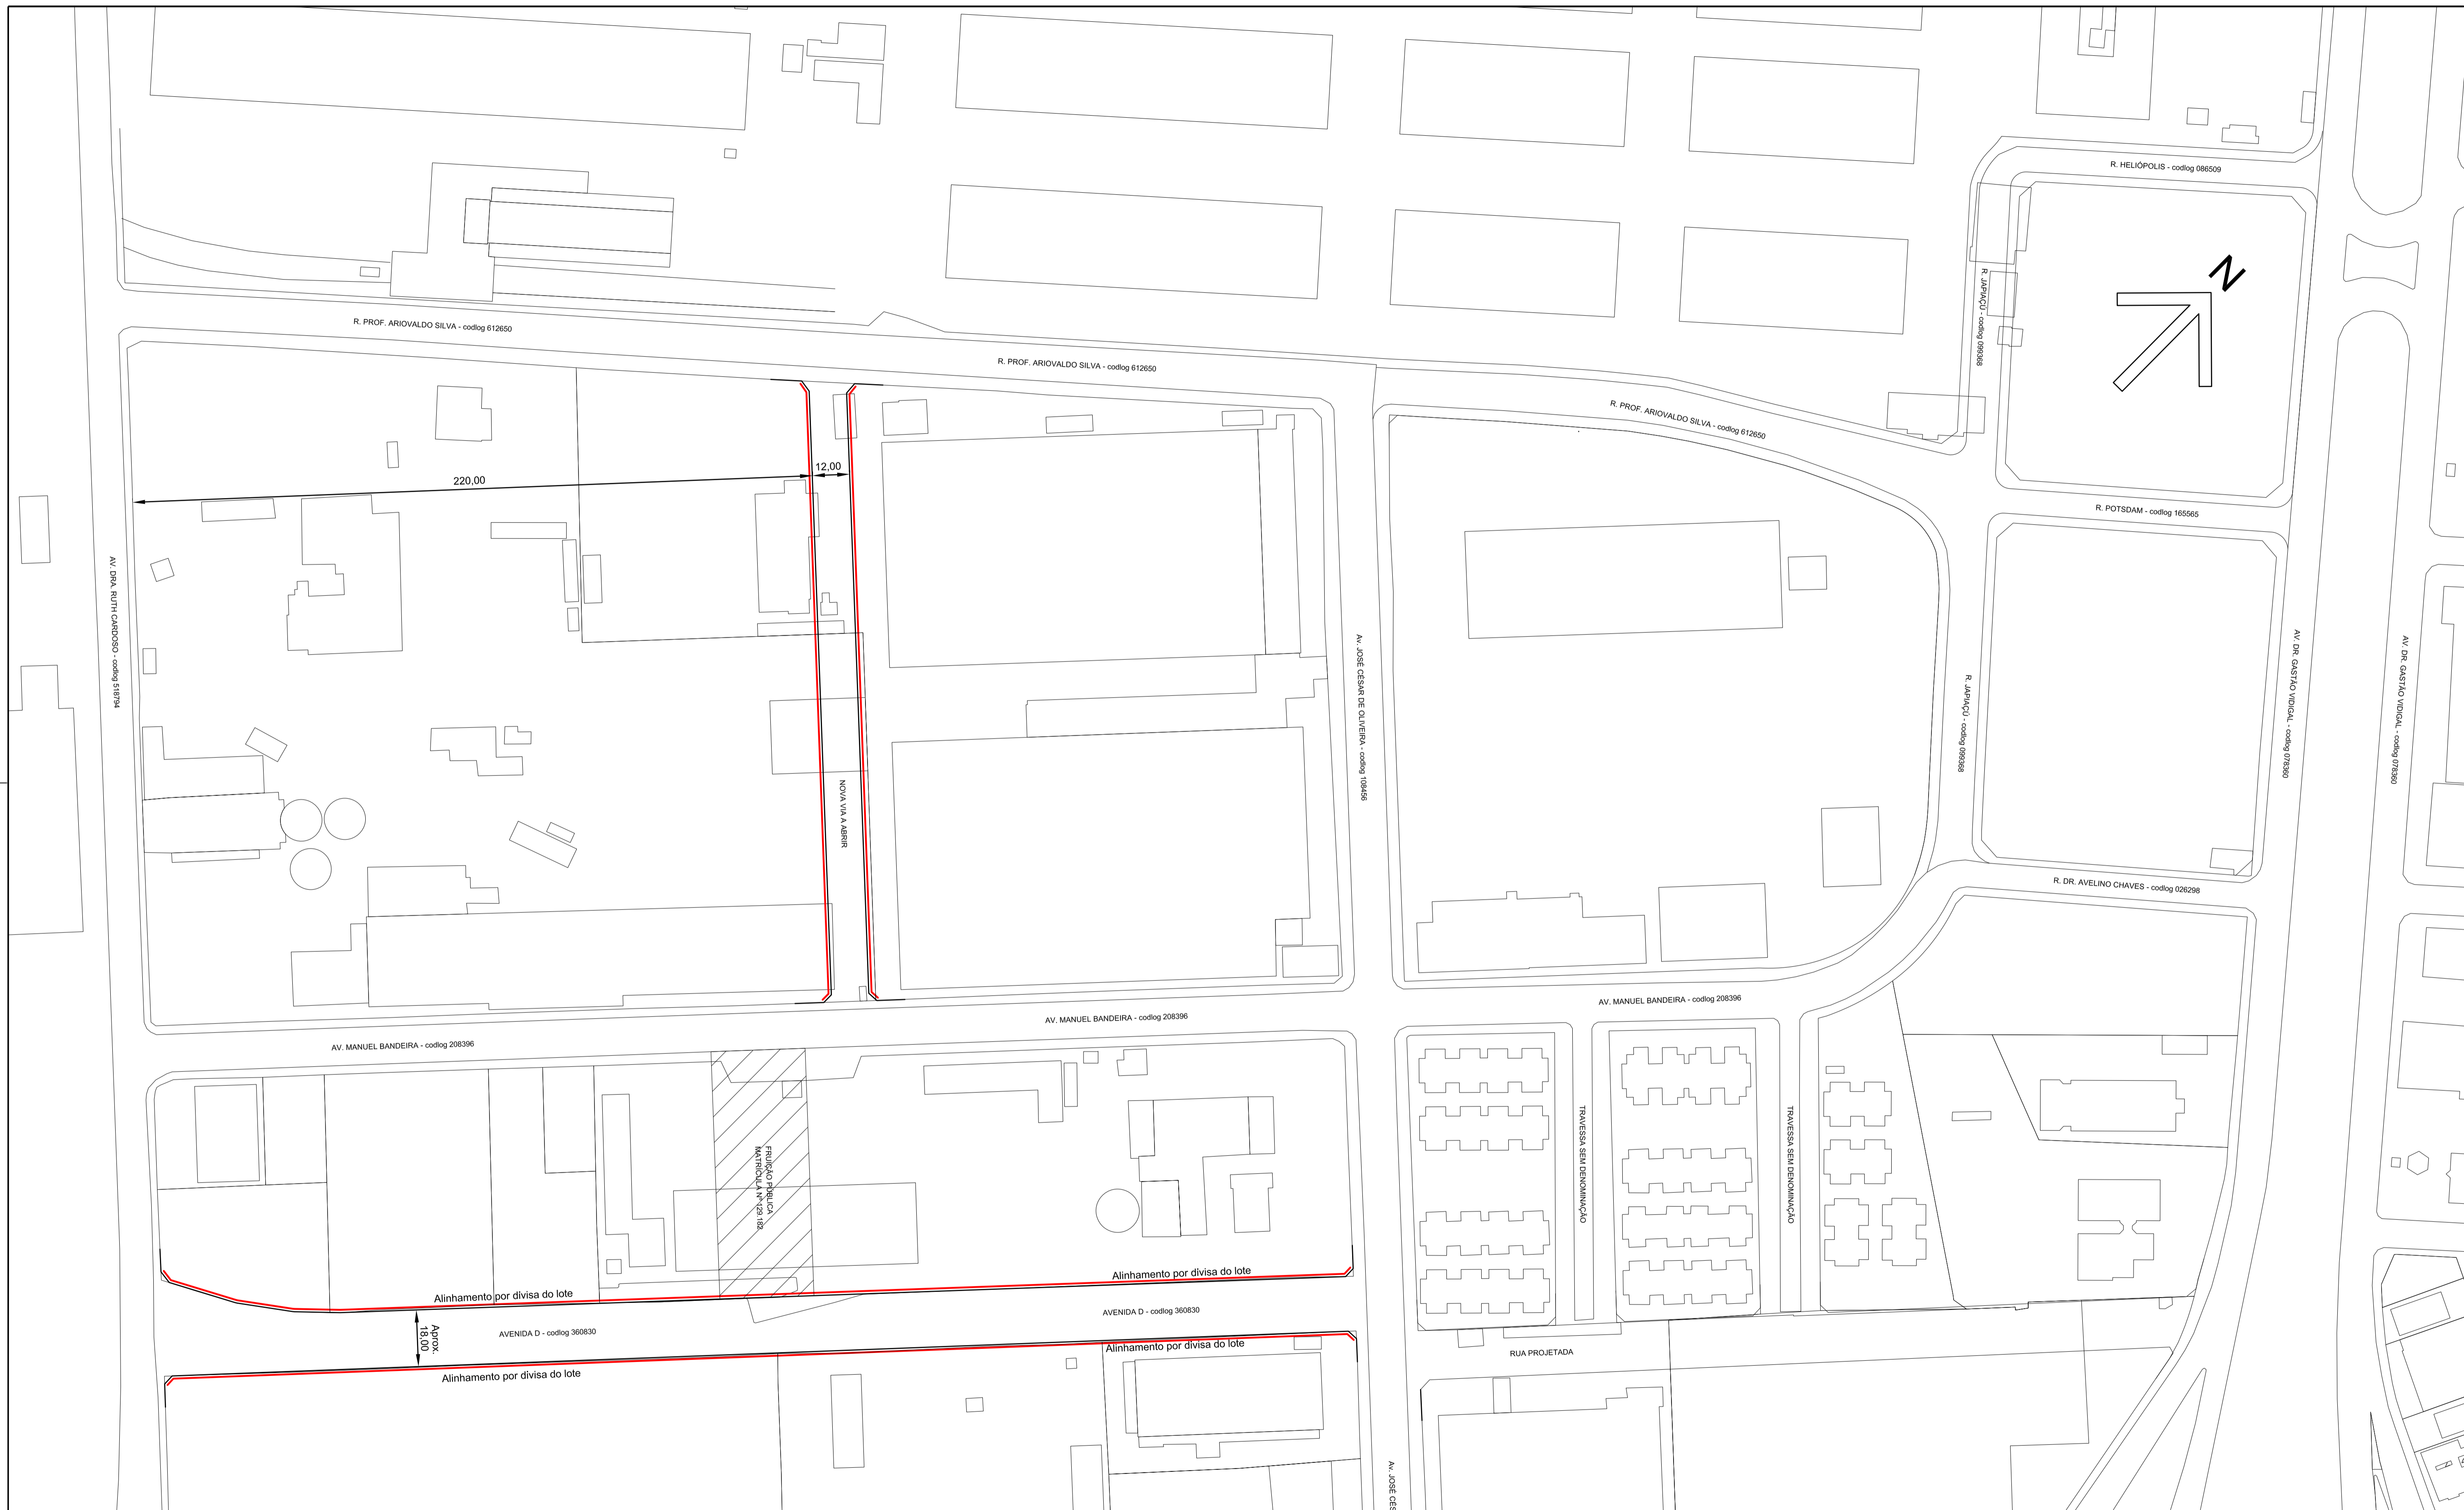 R. HELIÓPOLIS - codlog 086509
N
R. JAPIAÇÚ - codlog 099368
R. PROF. ARIOVALDO SILVA - codlog 612650
R. PROF. ARIOVALDO SILVA - codlog 612650
R. PROF. ARIOVALDO SILVA - codlog 612650
12,00
220,00
R. POTSDAM - codlog 165565
AV. DRA. RUTH CARDOSO - codlog 518794
Av. JOSÉ CÉSAR DE OLIVEIRA - codlog 108456
R. JAPIAÇÚ - codlog 099368
AV. DR. GASTÃO VIDIGAL - codlog 078360
AV. DR. GASTÃO VIDIGAL - codlog 078360
NOVA VIA A ABRIR
R. DR. AVELINO CHAVES - codlog 026298
AV. MANUEL BANDEIRA - codlog 208396
AV. MANUEL BANDEIRA - codlog 208396
AV. MANUEL BANDEIRA - codlog 208396
FRUIÇÃO PÚBLICA
MATRÍCULA Nº 129.182
TRAVESSA SEM DENOMINAÇÃO
TRAVESSA SEM DENOMINAÇÃO
Alinhamento por divisa do lote
Alinhamento por divisa do lote
AVENIDA D - codlog 360830
AVENIDA D - codlog 360830
Aprox.
18,00
Alinhamento por divisa do lote
Alinhamento por divisa do lote
RUA PROJETADA
Av. JOSÉ CÉS